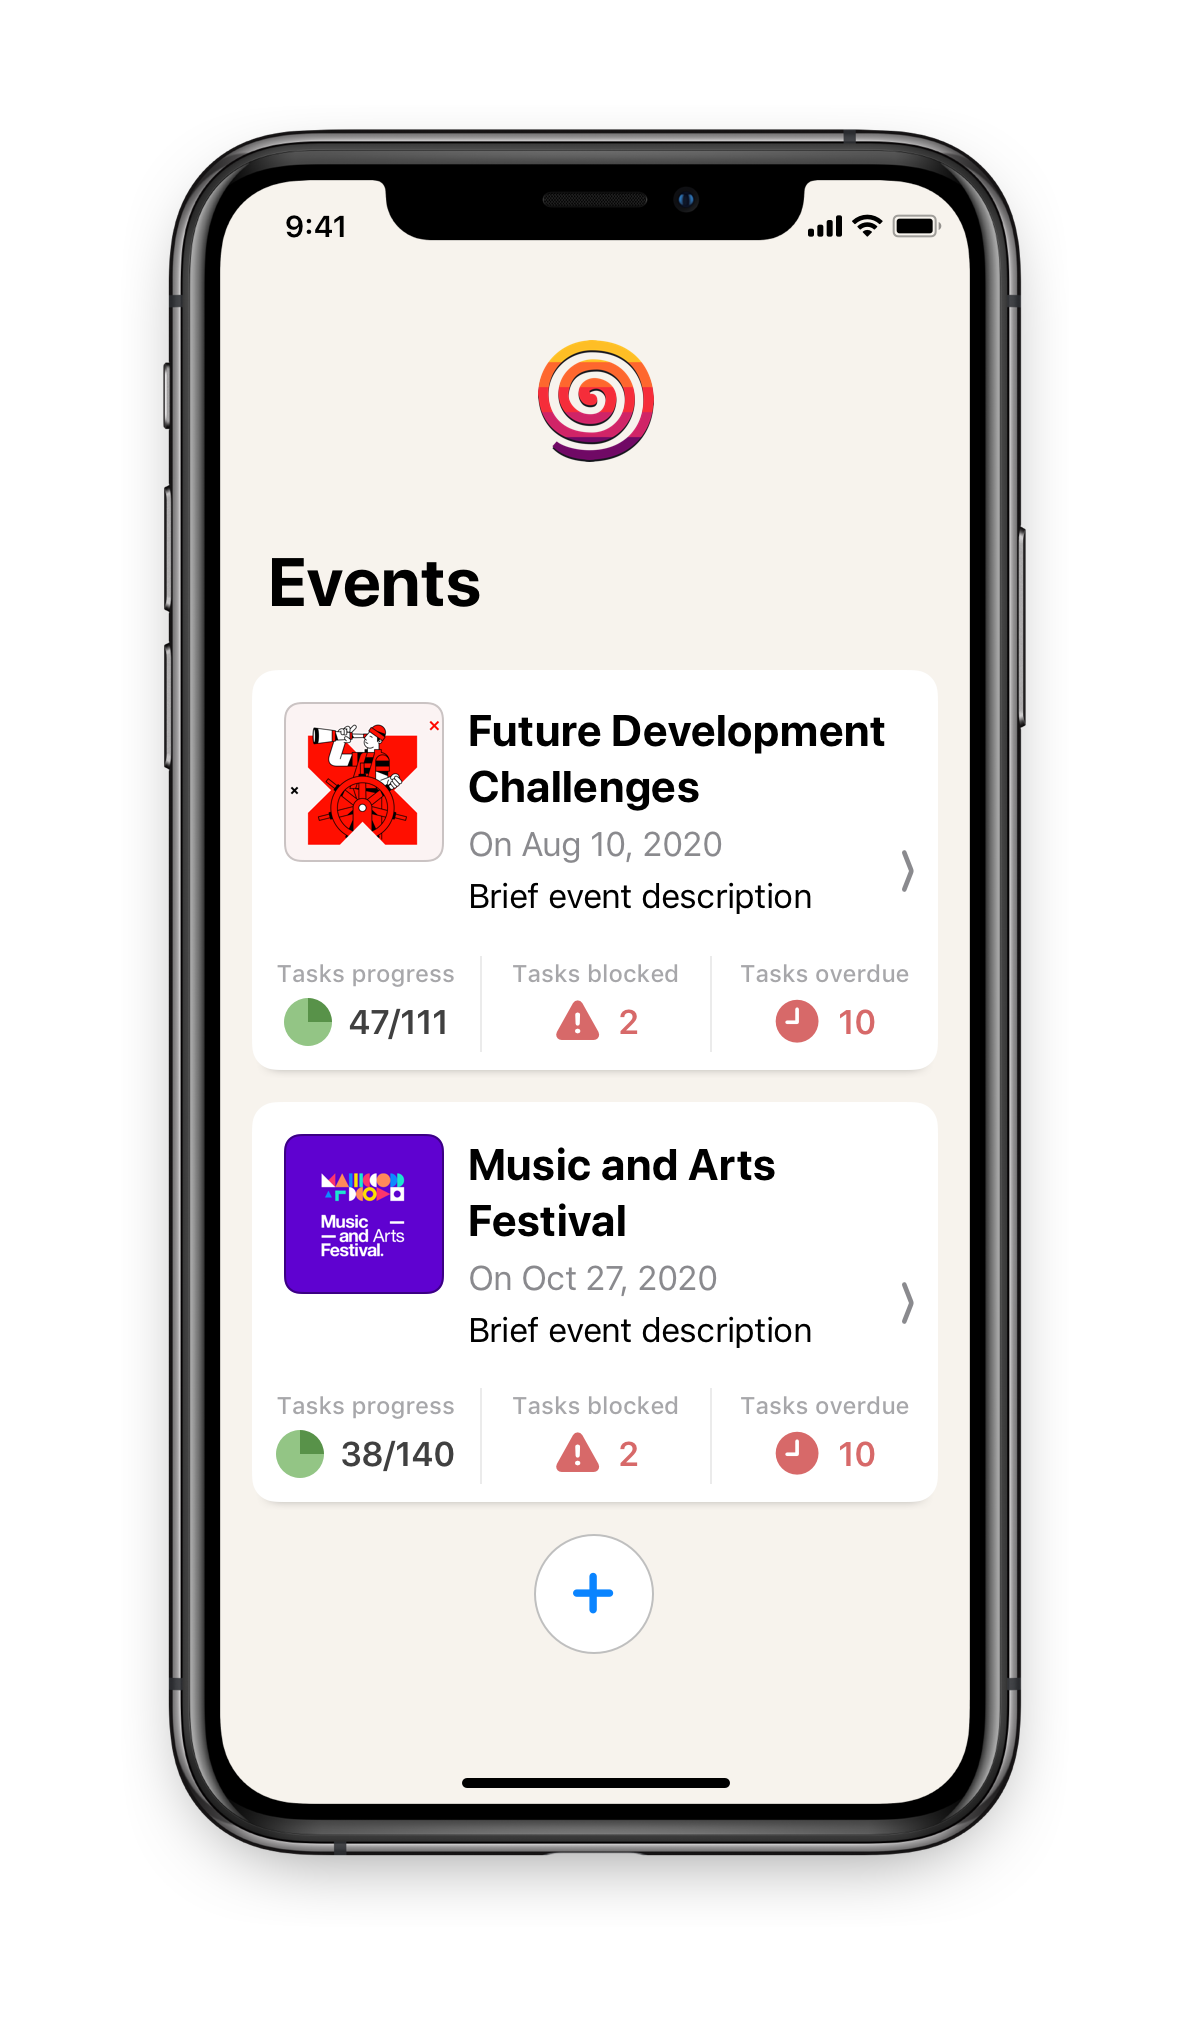 9:41
Events
Future Development
Challenges
On Aug 10, 2020
Brief event description
Tasks progress
Tasks blocked
Tasks overdue
47/111
2
10
Music
and Arts
Festival.
Music and Arts
Festival
On Oct 27, 2020
Brief event description
Tasks progress
Tasks blocked
Tasks overdue
38/140
2
10